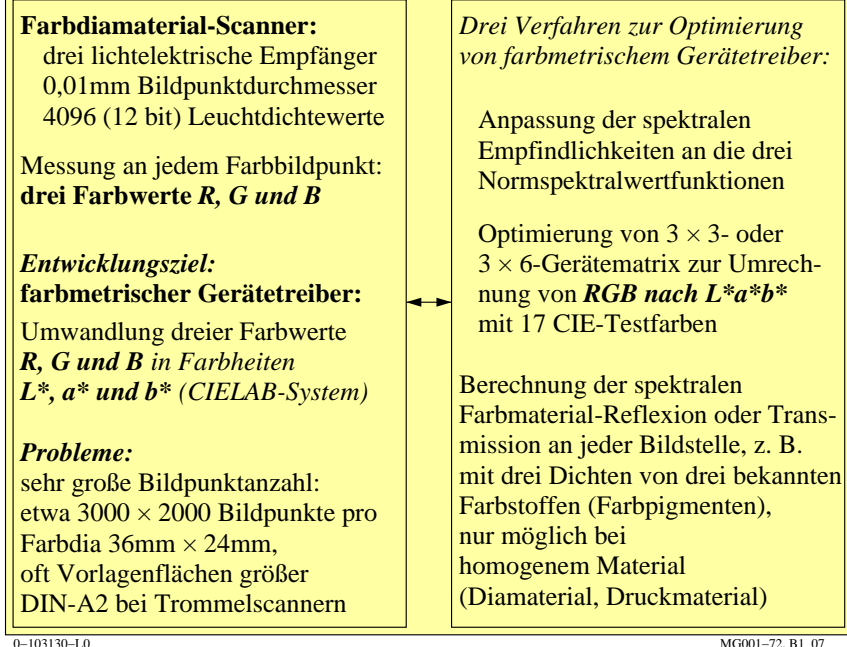 Farbdiamaterial-Scanner:
drei lichtelektrische Empfänger
0,01mm Bildpunktdurchmesser
4096 (12 bit) Leuchtdichtewerte
Messung an jedem Farbbildpunkt:
drei Farbwerte R, G und B
Entwicklungsziel:
farbmetrischer Gerätetreiber:
Umwandlung dreier Farbwerte
R, G und B in Farbheiten
L*, a* und b* (CIELAB-System)
Probleme:
sehr große Bildpunktanzahl:
etwa 3000 × 2000 Bildpunkte pro
Farbdia 36mm × 24mm,
oft Vorlagenflächen größer
DIN-A2 bei Trommelscannern
Drei Verfahren zur Optimierung
von farbmetrischem Gerätetreiber:
Anpassung der spektralen
Empfindlichkeiten an die drei
Normspektralwertfunktionen
Optimierung von 3 × 3- oder
3 × 6-Gerätematrix zur Umrech-
nung von RGB nach L*a*b*
mit 17 CIE-Testfarben
Berechnung der spektralen
Farbmaterial-Reflexion oder Trans-
mission an jeder Bildstelle, z. B.
mit drei Dichten von drei bekannten
Farbstoffen (Farbpigmenten),
nur möglich bei
homogenem Material
(Diamaterial, Druckmaterial)
0–103130–L0
MG001–72, B1_07